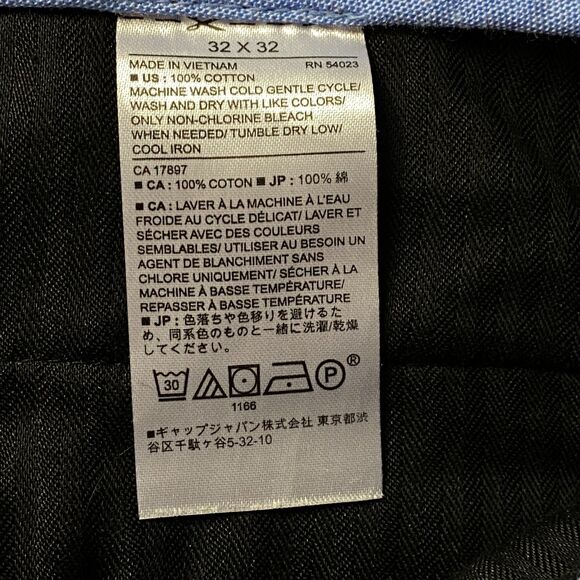 32 X 32
MADE IN VIETNAM RN 54023
■ US : 100% COTTON
MACHINE WASH COLD GENTLE CYCLE/
WASH AND DRY WITH LIKE COLORS/
ONLY NON-CHLORINE BLEACH
WHEN NEEDED/ TUMBLE DRY LOW/
COOL IRON
CA 17897
■ CA : 100% COTON ■ JP : 100% 綿
■ CA : LAVER À LA MACHINE À L'EAU
FROIDE AU CYCLE DÉLICAT/ LAVER ET
SÉCHER AVEC DES COULEURS
SEMBLABLES/ UTILISER AU BESOIN UN
AGENT DE BLANCHIMENT SANS
CHLORE UNIQUEMENT/ SÉCHER À LA
MACHINE À BASSE TEMPÉRATURE/
REPASSER À BASSE TEMPÉRATURE
■ JP : 色落ちや色移りを避けるた
め、同系色のものと一緒に洗濯/乾燥
してください。
30 P ®
1166
■ギャップジャパン株式会社 東京都渋
谷区千駄ヶ谷5-32-10